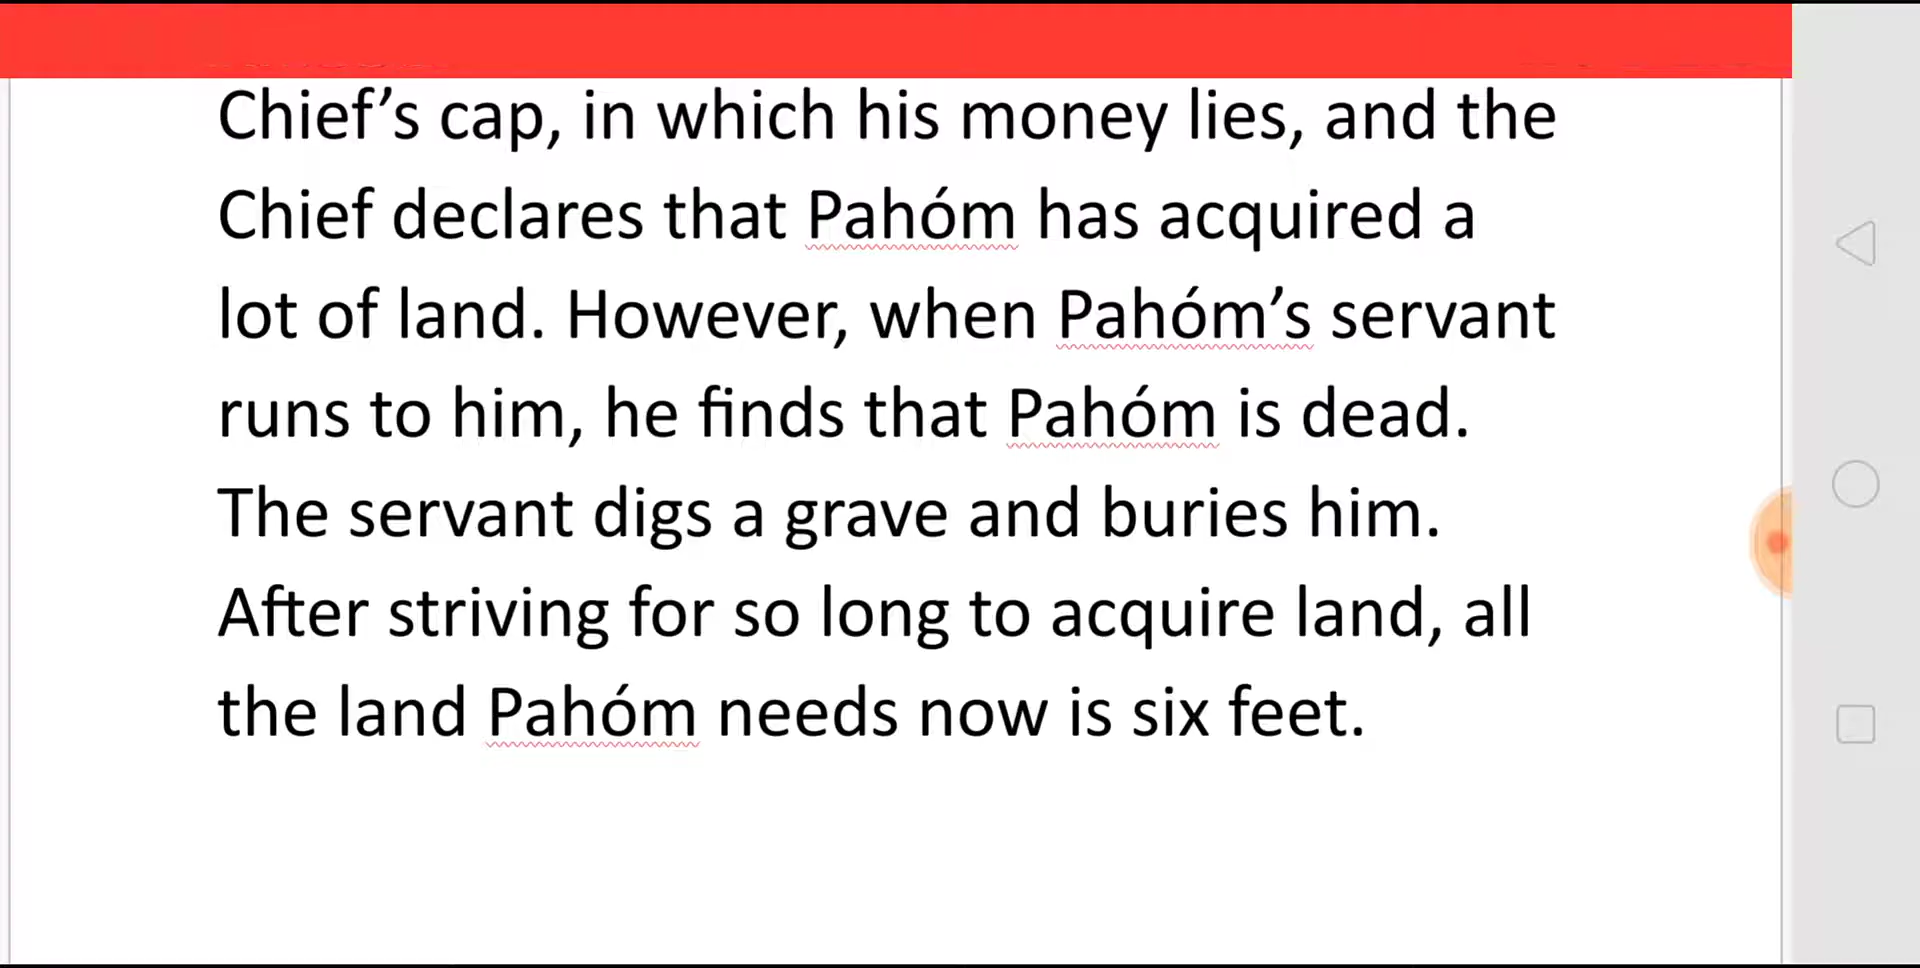 Chief’s cap, in which his money lies, and the
Chief declares that Pahóm has acquired a
lot of land. However, when Pahóm’s servant
runs to him, he finds that Pahóm is dead.
The servant digs a grave and buries him.
After striving for so long to acquire land, all
the land Pahóm needs now is six feet.